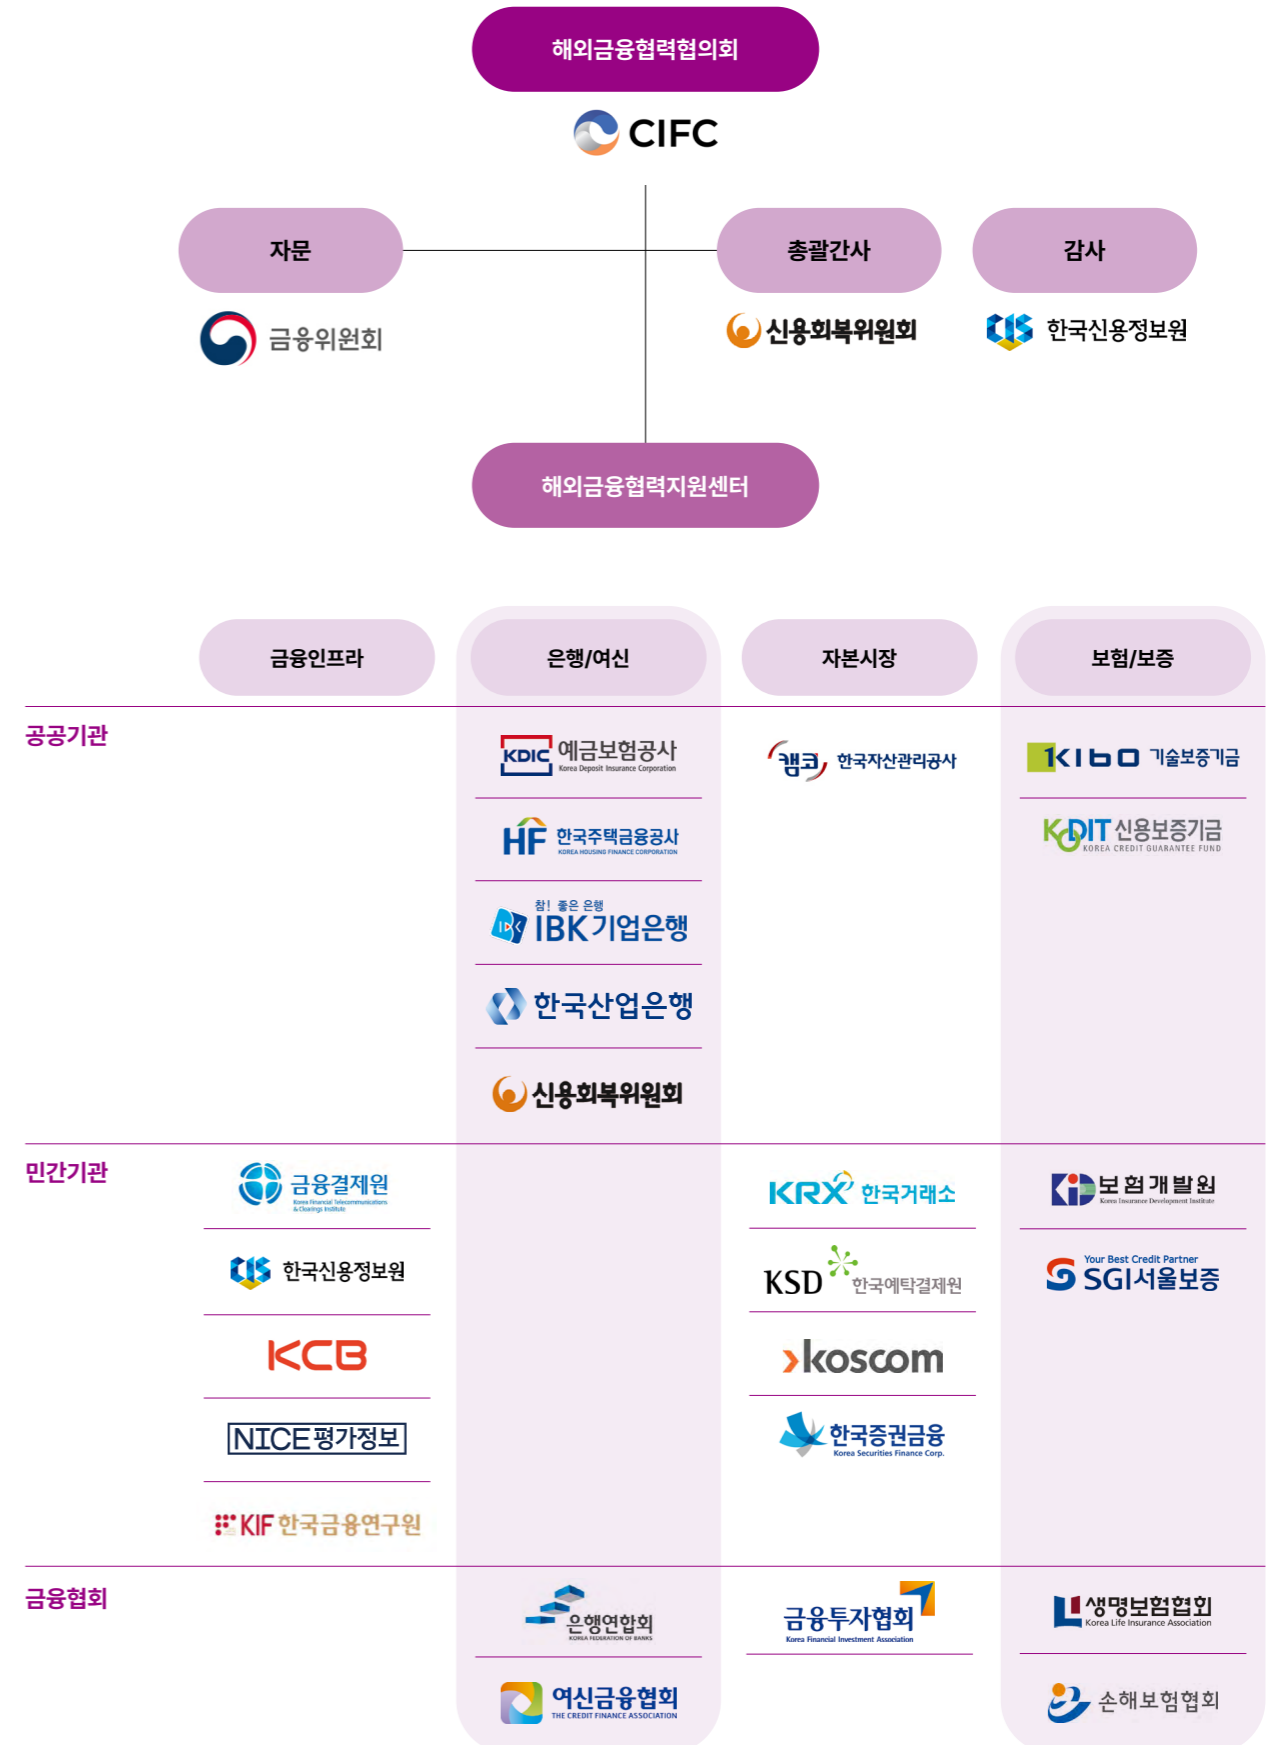 해외금융협력협의회
CIFC
자문
총괄간사
감사
금융위원회
신용회복위원회
CIS 한국신용정보원
해외금융협력지원센터
금융인프라
은행/여신
자본시장
보험/보증
공공기관
KDIC 예금보험공사
Korea Deposit Insurance Corporation
캠코 한국자산관리공사
KIBO 기술보증기금
HF 한국주택금융공사
KOREA HOUSING FINANCE CORPORATION
KODIT 신용보증기금
KOREA CREDIT GUARANTEE FUND
참! 좋은 은행
IBK 기업은행
한국산업은행
신용회복위원회
민간기관
금융결제원
Korea Financial Telecommunications
& Clearings Institute
KRX 한국거래소
KID 보험개발원
Korea Insurance Development Institute
CIS 한국신용정보원
KSD 한국예탁결제원
Your Best Credit Partner
SGI서울보증
KCB
koscom
NICE평가정보
한국증권금융
Korea Securities Finance Corp.
KIF 한국금융연구원
금융협회
은행연합회
KOREA FEDERATION OF BANKS
금융투자협회
Korea Financial Investment Association
생명보험협회
Korea Life Insurance Association
여신금융협회
THE CREDIT FINANCE ASSOCIATION
손해보험협회